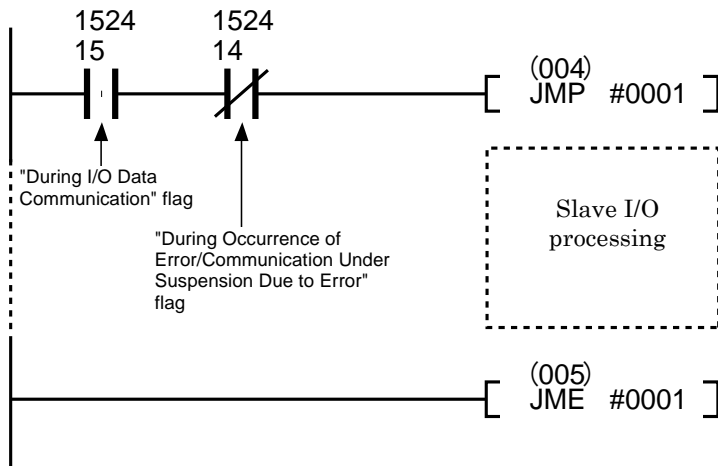 1524
15
1524
14
(004)
JMP #0001
"During I/O Data
Communication" flag
"During Occurrence of
Error/Communication Under
Suspension Due to Error"
flag
Slave I/O
processing
(005)
JME #0001